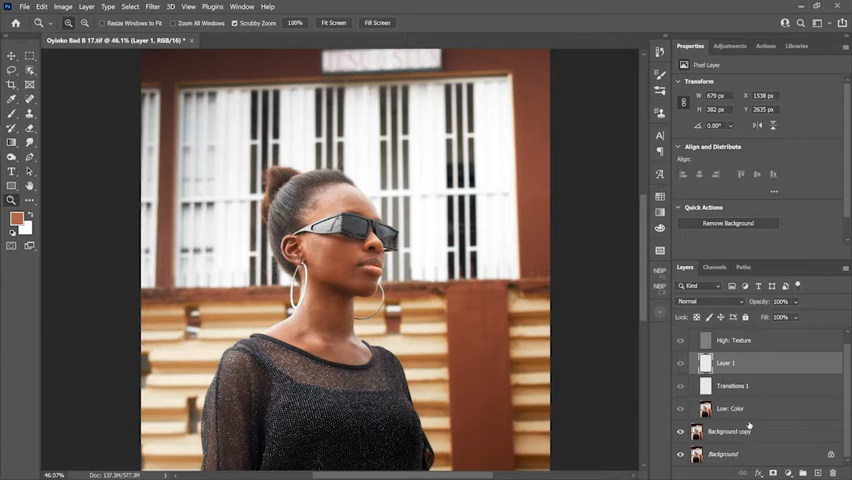 File Edit Image Layer Type Select Filter 3D View Plugins Window Help
Resize Windows to Fit Zoom All Windows Scrubby Zoom 100% Fit Screen Fill Screen
Oyinko Bad B 17.tif @ 46.1% (Layer 1, RGB/16) *
Properties Adjustments Actions Libraries
Pixel Layer
Transform
W 679 px X 1538 px
H 382 px Y 2635 px
0.00°
Align and Distribute
Align:
Quick Actions
Remove Background
Layers Channels Paths
Kind
Normal Opacity: 100%
Lock: Fill: 100%
High: Texture
Layer 1
Transitions 1
Low: Color
Background copy
Background
46.07% Doc: 137.3M/577.3M